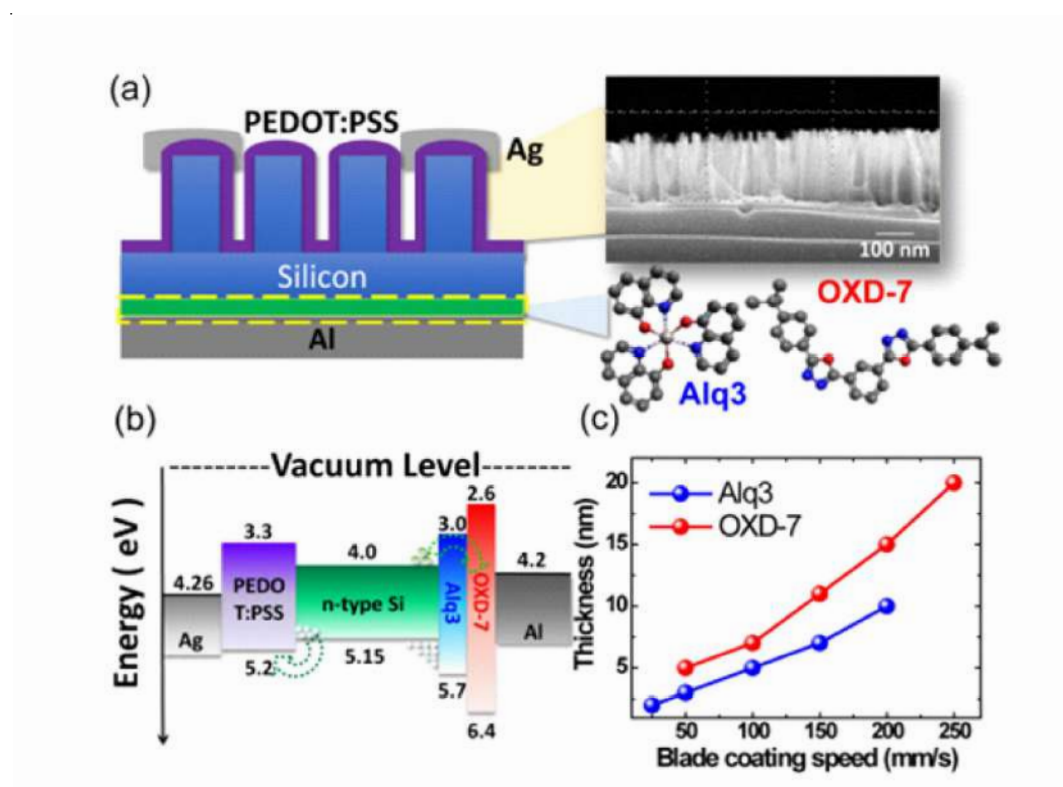 (a)
PEDOT:PSS
Ag
Silicon
Al
100 nm
OXD-7
Alq3
(b)
Vacuum Level
Energy ( eV )
4.26
Ag
3.3
PEDO
T:PSS
5.2
4.0
n-type Si
5.15
3.0
Alq3
5.7
2.6
OXD-7
6.4
4.2
Al
(c)
Alq3
OXD-7
Thickness (nm)
20
15
10
5
50 100 150 200 250
Blade coating speed (mm/s)